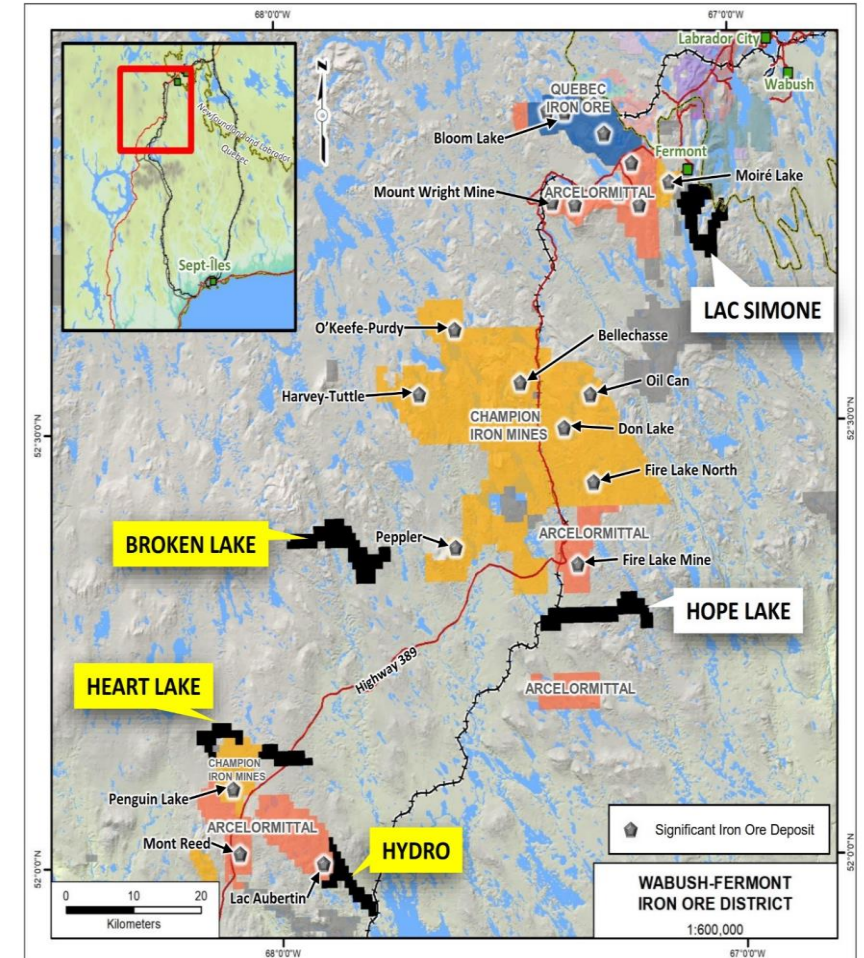 68°0'0"W
67°0'0"W
Labrador City
Wabush
N
Newfoundland and Labrador
Quebec
Sept-Îles
QUEBEC
IRON ORE
Bloom Lake
Fermont
Moiré Lake
Mount Wright Mine
ARCELORMITTAL
LAC SIMONE
O'Keefe-Purdy
Bellechasse
Harvey-Tuttle
Oil Can
CHAMPION
IRON MINES
Don Lake
52°30'0"N
52°30'0"N
Fire Lake North
BROKEN LAKE
Peppler
ARCELORMITTAL
Fire Lake Mine
HOPE LAKE
Highway 389
HEART LAKE
ARCELORMITTAL
CHAMPION
IRON MINES
Penguin Lake
ARCELORMITTAL
Mont Reed
HYDRO
Lac Aubertin
Significant Iron Ore Deposit
52°0'0"N
52°0'0"N
0 10 20
Kilometers
WABUSH-FERMONT
IRON ORE DISTRICT
1:600,000
68°0'0"W
67°0'0"W